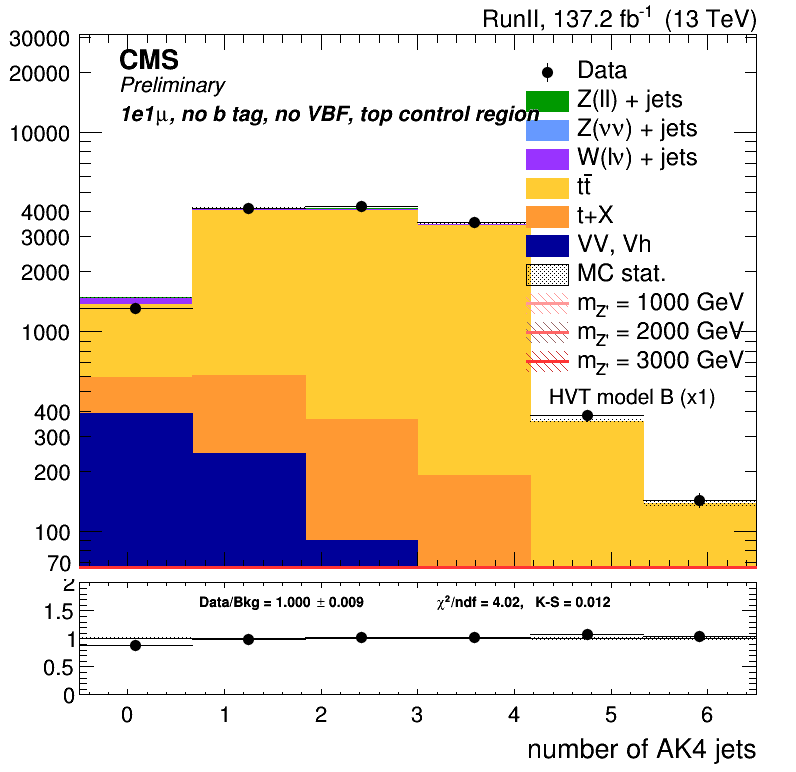 RunII, 137.2 fb⁻¹ (13 TeV)
CMS
Preliminary
1e1μ, no b tag, no VBF, top control region
Data
Z(ll) + jets
Z(νν) + jets
W(lν) + jets
tt̄
t+X
VV, Vh
MC stat.
m_Z' = 1000 GeV
m_Z' = 2000 GeV
m_Z' = 3000 GeV
HVT model B (x1)
30000
20000
10000
4000
3000
2000
1000
400
300
200
100
70
Data/Bkg = 1.000 ± 0.009 χ²/ndf = 4.02, K-S = 0.012
2
1.5
1
0.5
0
0 1 2 3 4 5 6
number of AK4 jets